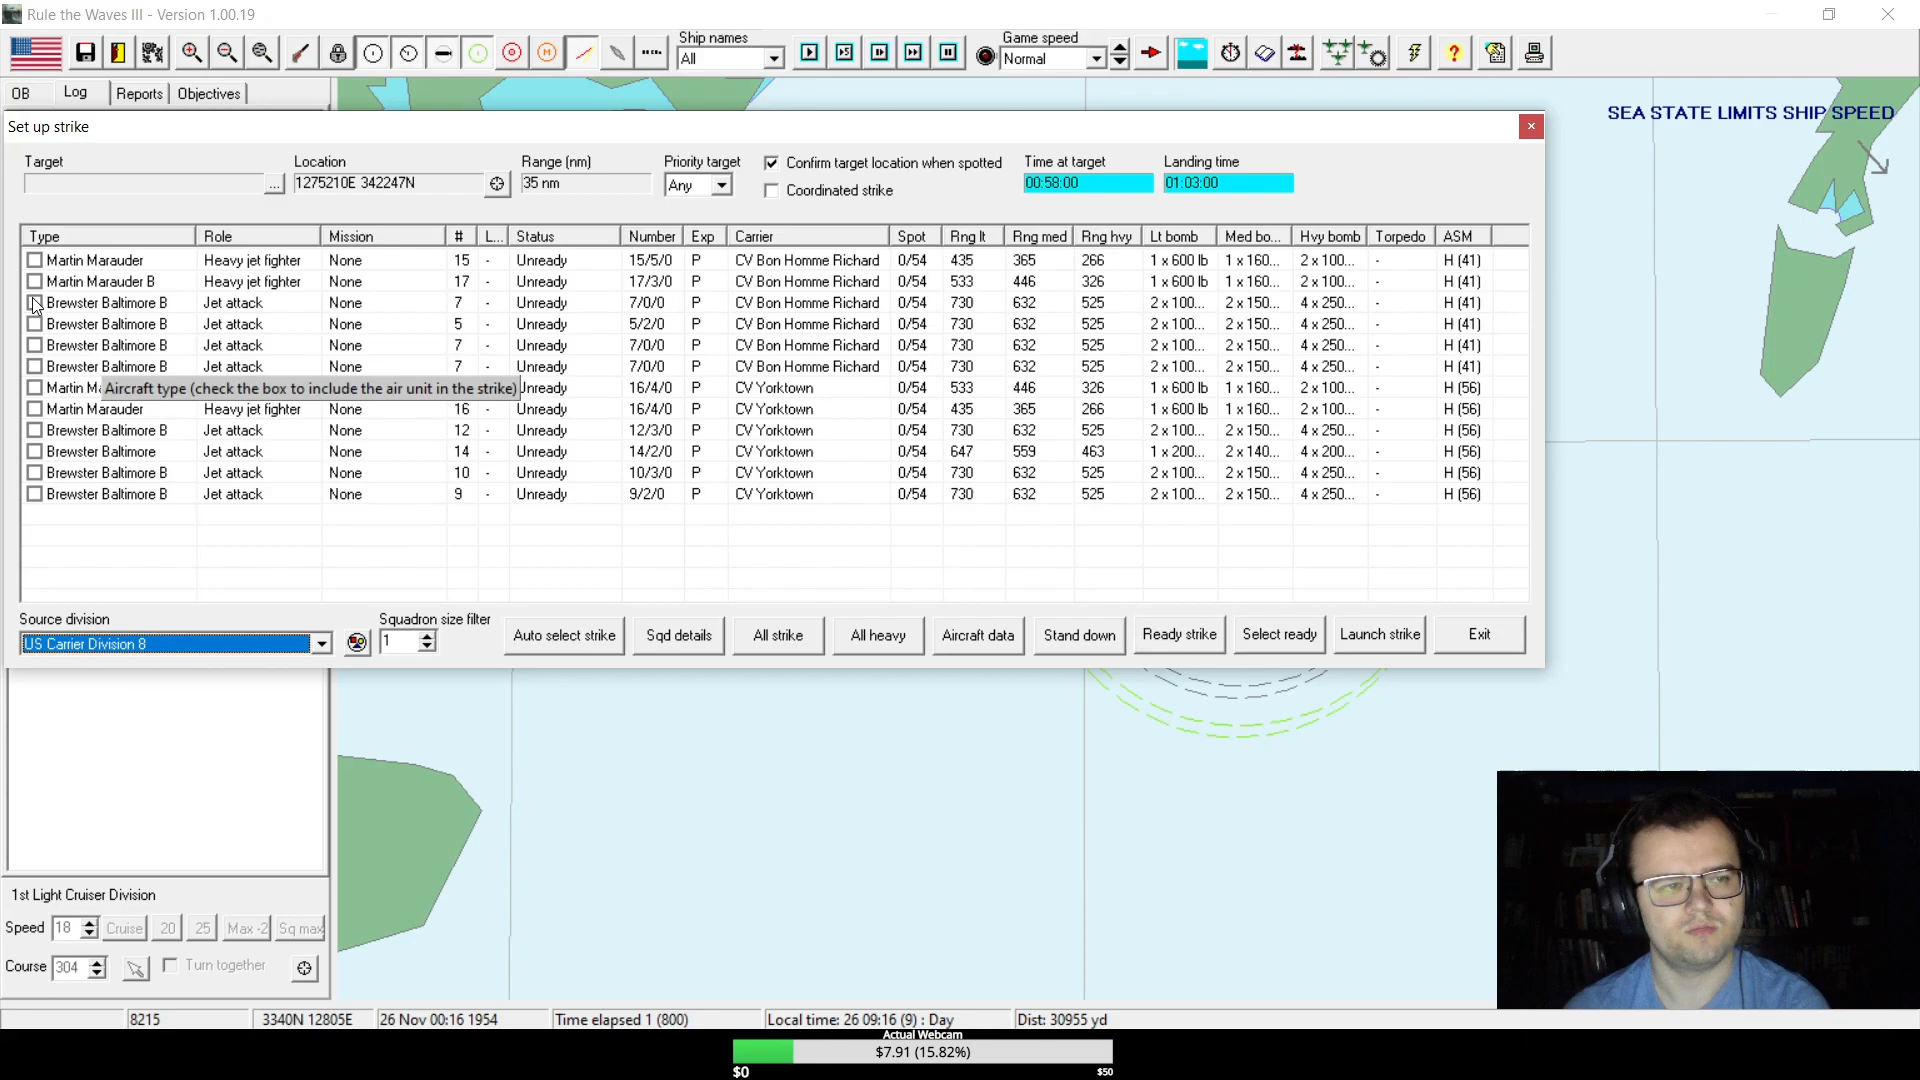 Rule the Waves III - Version 1.00.19
Ship names
All
Game speed
Normal
OB
Log
Reports
Objectives
SEA STATE LIMITS SHIP SPEED
Set up strike
Target
Location
Range (nm)
Priority target
Confirm target location when spotted
Time at target
Landing time
...
1275210E 342247N
35 nm
Any
Coordinated strike
00:58:00
01:03:00
Type Role Mission # L... Status Number Exp Carrier Spot Rng lt Rng med Rng hvy Lt bomb Med bo... Hvy bomb Torpedo ASM
Martin Marauder Heavy jet fighter None 15 - Unready 15/5/0 P CV Bon Homme Richard 0/54 435 365 266 1 x 600 lb 1 x 160... 2 x 100... - H (41)
Martin Marauder B Heavy jet fighter None 17 - Unready 17/3/0 P CV Bon Homme Richard 0/54 533 446 326 1 x 600 lb 1 x 160... 2 x 100... - H (41)
Brewster Baltimore B Jet attack None 7 - Unready 7/0/0 P CV Bon Homme Richard 0/54 730 632 525 2 x 100... 2 x 150... 4 x 250... - H (41)
Brewster Baltimore B Jet attack None 5 - Unready 5/2/0 P CV Bon Homme Richard 0/54 730 632 525 2 x 100... 2 x 150... 4 x 250... - H (41)
Brewster Baltimore B Jet attack None 7 - Unready 7/0/0 P CV Bon Homme Richard 0/54 730 632 525 2 x 100... 2 x 150... 4 x 250... - H (41)
Brewster Baltimore B Jet attack None 7 - Unready 7/0/0 P CV Bon Homme Richard 0/54 730 632 525 2 x 100... 2 x 150... 4 x 250... - H (41)
Martin Aircraft type (check the box to include the air unit in the strike) Unready 16/4/0 P CV Yorktown 0/54 533 446 326 1 x 600 lb 1 x 160... 2 x 100... - H (56)
Martin Marauder Heavy jet fighter None 16 - Unready 16/4/0 P CV Yorktown 0/54 435 365 266 1 x 600 lb 1 x 160... 2 x 100... - H (56)
Brewster Baltimore B Jet attack None 12 - Unready 12/3/0 P CV Yorktown 0/54 730 632 525 2 x 100... 2 x 150... 4 x 250... - H (56)
Brewster Baltimore Jet attack None 14 - Unready 14/2/0 P CV Yorktown 0/54 647 559 463 1 x 200... 2 x 140... 4 x 200... - H (56)
Brewster Baltimore B Jet attack None 10 - Unready 10/3/0 P CV Yorktown 0/54 730 632 525 2 x 100... 2 x 150... 4 x 250... - H (56)
Brewster Baltimore B Jet attack None 9 - Unready 9/2/0 P CV Yorktown 0/54 730 632 525 2 x 100... 2 x 150... 4 x 250... - H (56)
Source division
Squadron size filter
US Carrier Division 8
1
Auto select strike
Sqd details
All strike
All heavy
Aircraft data
Stand down
Ready strike
Select ready
Launch strike
Exit
1st Light Cruiser Division
Speed 18 Cruise 20 25 Max -2 Sq max
Course 304 Turn together
8215 3340N 12805E 26 Nov 00:16 1954 Time elapsed 1 (800) Local time: 26 09:16 (9) : Day Dist: 30955 yd
Actual Webcam
$7.91 (15.82%)
$0
$50